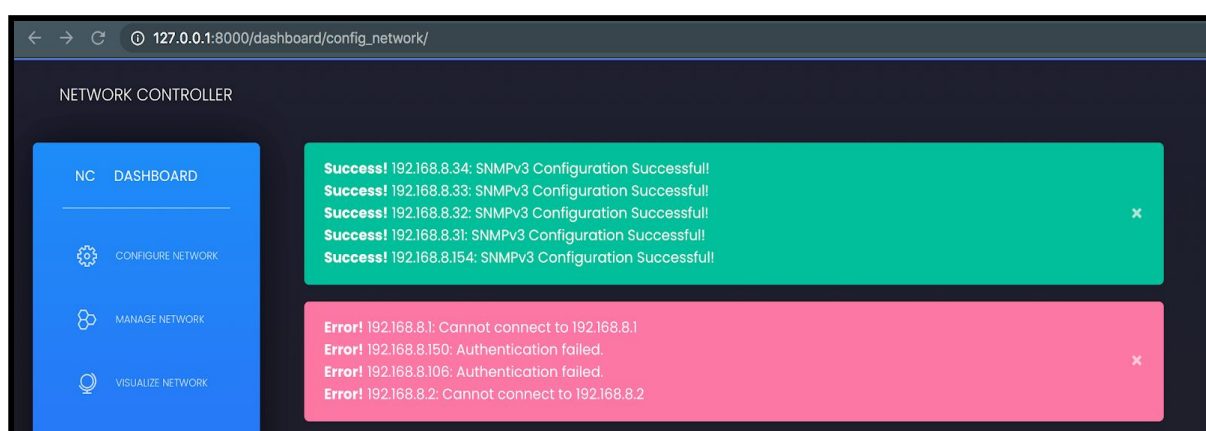 127.0.0.1:8000/dashboard/config_network/
NETWORK CONTROLLER
NC DASHBOARD
CONFIGURE NETWORK
MANAGE NETWORK
VISUALIZE NETWORK
Success! 192.168.8.34: SNMPv3 Configuration Successful!
Success! 192.168.8.33: SNMPv3 Configuration Successful!
Success! 192.168.8.32: SNMPv3 Configuration Successful!
Success! 192.168.8.31: SNMPv3 Configuration Successful!
Success! 192.168.8.154: SNMPv3 Configuration Successful!
Error! 192.168.8.1: Cannot connect to 192.168.8.1
Error! 192.168.8.150: Authentication failed.
Error! 192.168.8.106: Authentication failed.
Error! 192.168.8.2: Cannot connect to 192.168.8.2